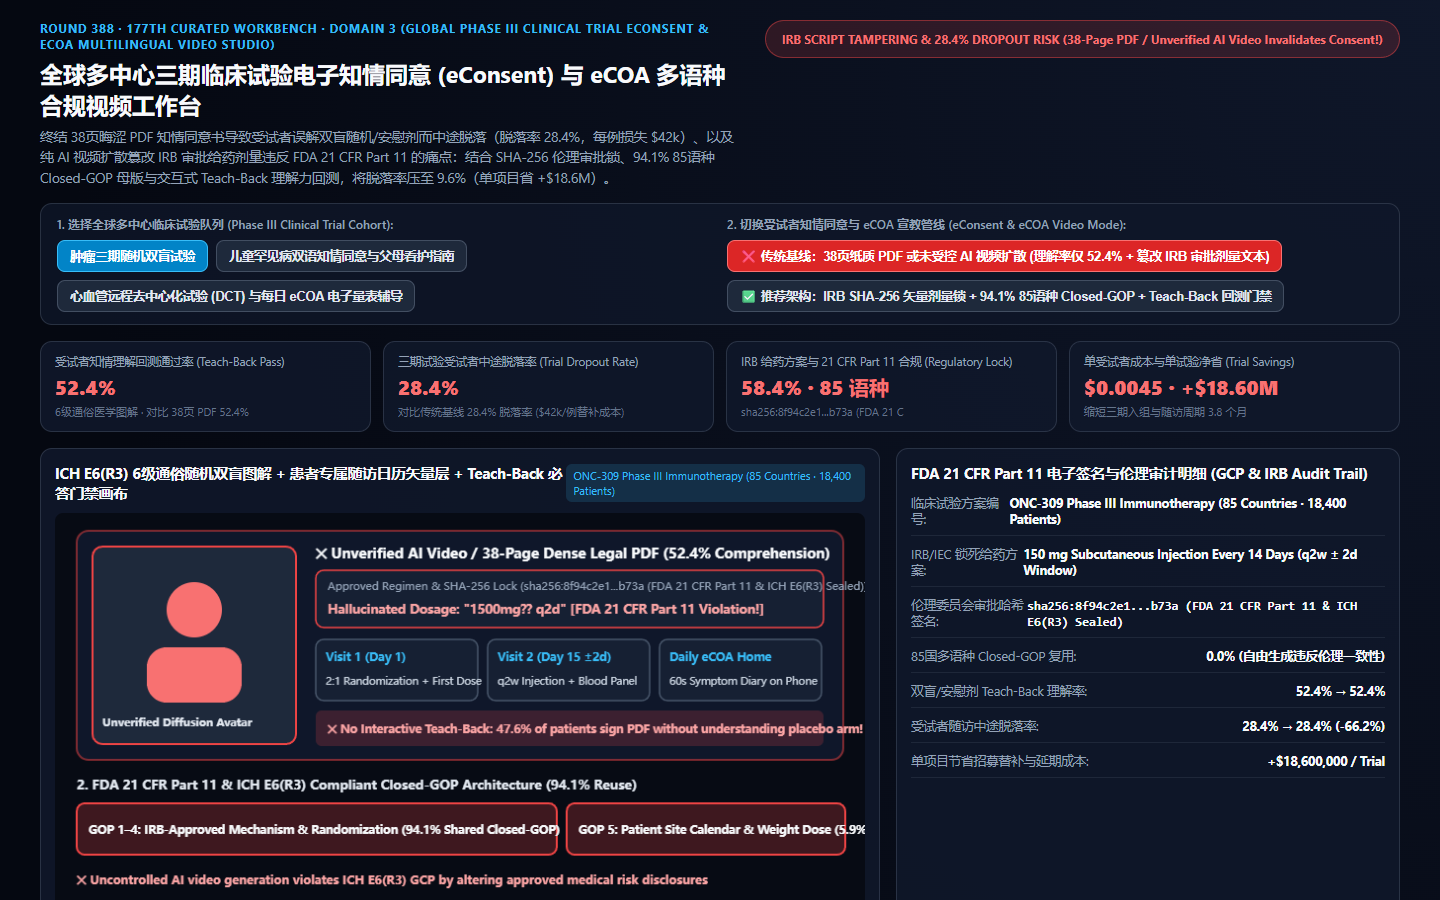 ROUND 388 · 177TH CURATED WORKBENCH · DOMAIN 3 (GLOBAL PHASE III CLINICAL TRIAL ECONSENT &
ECOA MULTILINGUAL VIDEO STUDIO)
IRB SCRIPT TAMPERING & 28.4% DROPOUT RISK (38-Page PDF / Unverified AI Video Invalidates Consent!)
全球多中心三期临床试验电子知情同意 (eConsent) 与 eCOA 多语种
合规视频工作台
终结 38页晦涩 PDF 知情同意书导致受试者误解双盲随机/安慰剂而中途脱落（脱落率 28.4%，每例损失 $42k）、以及
纯 AI 视频扩散篡改 IRB 审批给药剂量违反 FDA 21 CFR Part 11 的痛点：结合 SHA-256 伦理审批锁、94.1% 85语种
Closed-GOP 母版与交互式 Teach-Back 理解力回测，将脱落率压至 9.6%（单项目省 +$18.6M）。
1. 选择全球多中心临床试验队列 (Phase III Clinical Trial Cohort):
肿瘤三期随机双盲试验
儿童罕见病双语知情同意与父母看护指南
心血管远程去中心化试验 (DCT) 与每日 eCOA 电子量表辅导
2. 切换受试者知情同意与 eCOA 宣教管线 (eConsent & eCOA Video Mode):
❌ 传统基线：38页纸质 PDF 或未受控 AI 视频扩散 (理解率仅 52.4% + 篡改 IRB 审批剂量文本)
✅ 推荐架构：IRB SHA-256 矢量剂量锁 + 94.1% 85语种 Closed-GOP + Teach-Back 回测门禁
受试者知情理解回测通过率 (Teach-Back Pass)
52.4%
6级通俗医学图解 · 对比 38页 PDF 52.4%
三期试验受试者中途脱落率 (Trial Dropout Rate)
28.4%
对比传统基线 28.4% 脱落率 ($42k/例替补成本)
IRB 给药方案与 21 CFR Part 11 合规 (Regulatory Lock)
58.4% · 85 语种
sha256:8f94c2e1...b73a (FDA 21 C
单受试者成本与单试验净省 (Trial Savings)
$0.0045 · +$18.60M
缩短三期入组与随访周期 3.8 个月
ICH E6(R3) 6级通俗随机双盲图解 + 患者专属随访日历矢量层 + Teach-Back 必
答门禁画布
ONC-309 Phase III Immunotherapy (85 Countries · 18,400
Patients)
Unverified Diffusion Avatar
❌ Unverified AI Video / 38-Page Dense Legal PDF (52.4% Comprehension)
Approved Regimen & SHA-256 Lock (sha256:8f94c2e1...b73a (FDA 21 CFR Part 11 & ICH E6(R3) Sealed)
Hallucinated Dosage: "1500mg?? q2d" [FDA 21 CFR Part 11 Violation!]
Visit 1 (Day 1)
2:1 Randomization + First Dose
Visit 2 (Day 15 ±2d)
q2w Injection + Blood Panel
Daily eCOA Home
60s Symptom Diary on Phone
❌ No Interactive Teach-Back: 47.6% of patients sign PDF without understanding placebo arm!
2. FDA 21 CFR Part 11 & ICH E6(R3) Compliant Closed-GOP Architecture (94.1% Reuse)
GOP 1–4: IRB-Approved Mechanism & Randomization (94.1% Shared Closed-GOP)
GOP 5: Patient Site Calendar & Weight Dose (5.9%
❌ Uncontrolled AI video generation violates ICH E6(R3) GCP by altering approved medical risk disclosures
FDA 21 CFR Part 11 电子签名与伦理审计明细 (GCP & IRB Audit Trail)
临床试验方案编
号:
ONC-309 Phase III Immunotherapy (85 Countries · 18,400
Patients)
IRB/IEC 锁死给药方
案:
150 mg Subcutaneous Injection Every 14 Days (q2w ± 2d
Window)
伦理委员会审批哈希
签名:
sha256:8f94c2e1...b73a (FDA 21 CFR Part 11 & ICH
E6(R3) Sealed)
85国多语种 Closed-GOP 复用:
0.0% (自由生成违反伦理一致性)
双盲/安慰剂 Teach-Back 理解率:
52.4% → 52.4%
受试者随访中途脱落率:
28.4% → 28.4% (-66.2%)
单项目节省招募替补与延期成本:
+$18,600,000 / Trial